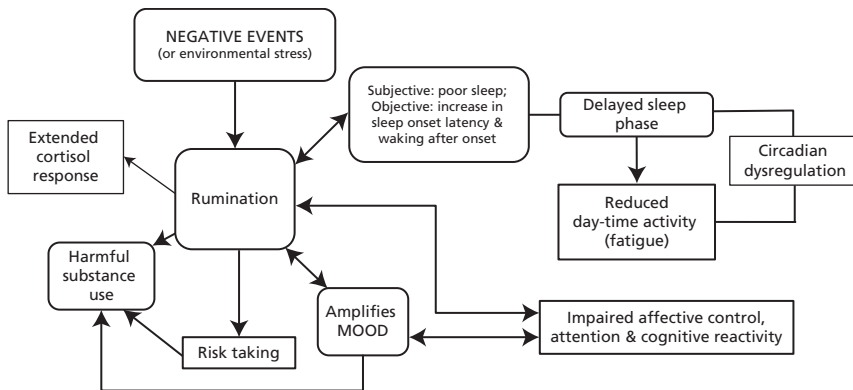 NEGATIVE EVENTS
(or environmental stress)
Subjective: poor sleep;
Objective: increase in
sleep onset latency &
waking after onset
Delayed sleep
phase
Extended
cortisol
response
Circadian
dysregulation
Rumination
Reduced
day-time activity
(fatigue)
Harmful
substance
use
Amplifies
MOOD
Impaired affective control,
attention & cognitive reactivity
Risk taking